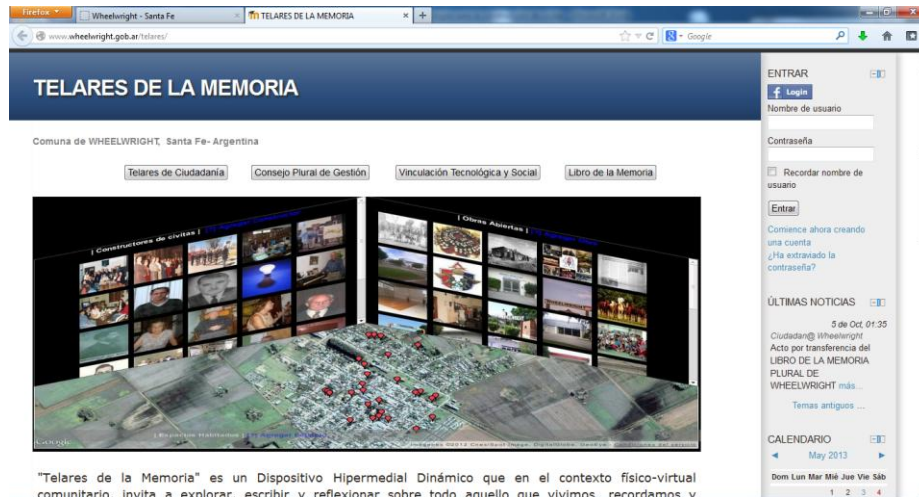 Firefox
Wheelwright - Santa Fe
TELARES DE LA MEMORIA
www.wheelwright.gob.ar/telares/
Google
TELARES DE LA MEMORIA
Comuna de WHEELWRIGHT, Santa Fe- Argentina
Telares de Ciudadanía
Consejo Plural de Gestión
Vinculación Tecnológica y Social
Libro de la Memoria
| Constructores de civitas |
| Obras Abiertas |
Google
"Telares de la Memoria" es un Dispositivo Hipermedial Dinámico que en el contexto físico-virtual
comunitario, invita a explorar, escribir y reflexionar sobre todo aquello que vivimos, recordamos y
ENTRAR
Login
Nombre de usuario
Contraseña
Recordar nombre de
usuario
Entrar
Comience ahora creando
una cuenta
¿Ha extraviado la
contraseña?
ÚLTIMAS NOTICIAS
5 de Oct, 01:35
Ciudadan@ Wheelwright
Acto por transferencia del
LIBRO DE LA MEMORIA
PLURAL DE
WHEELWRIGHT más...
Temas antiguos ...
CALENDARIO
◄ May 2013 ►
Dom Lun Mar Mié Jue Vie Sáb
1 2 3 4